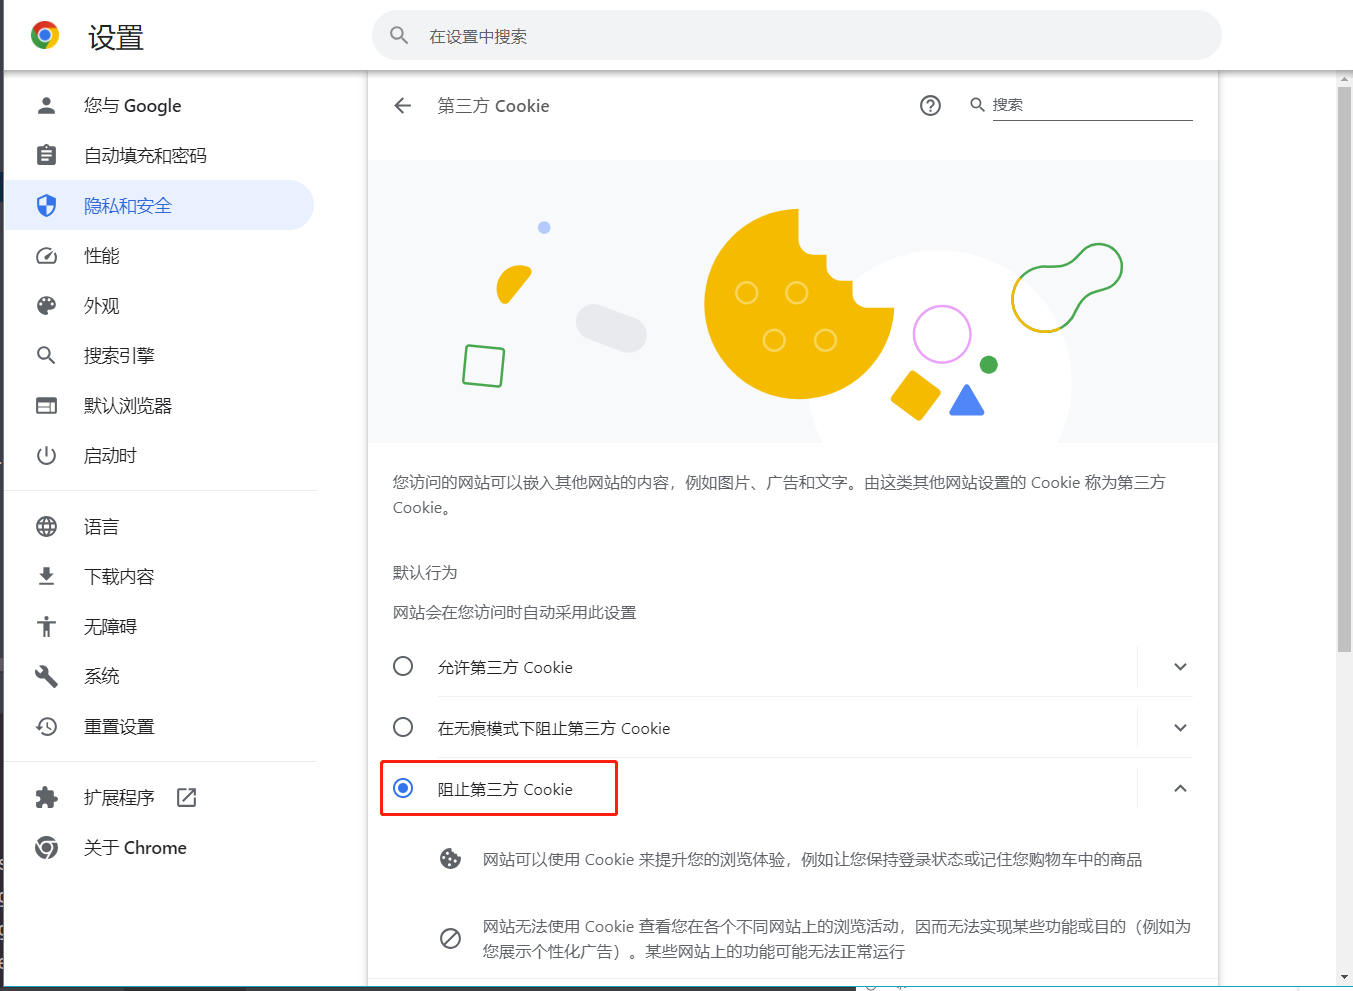 设置
在设置中搜索
您与 Google
自动填充和密码
隐私和安全
性能
外观
搜索引擎
默认浏览器
启动时
语言
下载内容
无障碍
系统
重置设置
扩展程序
关于 Chrome
第三方 Cookie
搜索
您访问的网站可以嵌入其他网站的内容，例如图片、广告和文字。由这类其他网站设置的 Cookie 称为第三方
Cookie。
默认行为
网站会在您访问时自动采用此设置
允许第三方 Cookie
在无痕模式下阻止第三方 Cookie
阻止第三方 Cookie
网站可以使用 Cookie 来提升您的浏览体验，例如让您保持登录状态或记住您购物车中的商品
网站无法使用 Cookie 查看您在各个不同网站上的浏览活动，因而无法实现某些功能或目的（例如为
您展示个性化广告）。某些网站上的功能可能无法正常运行